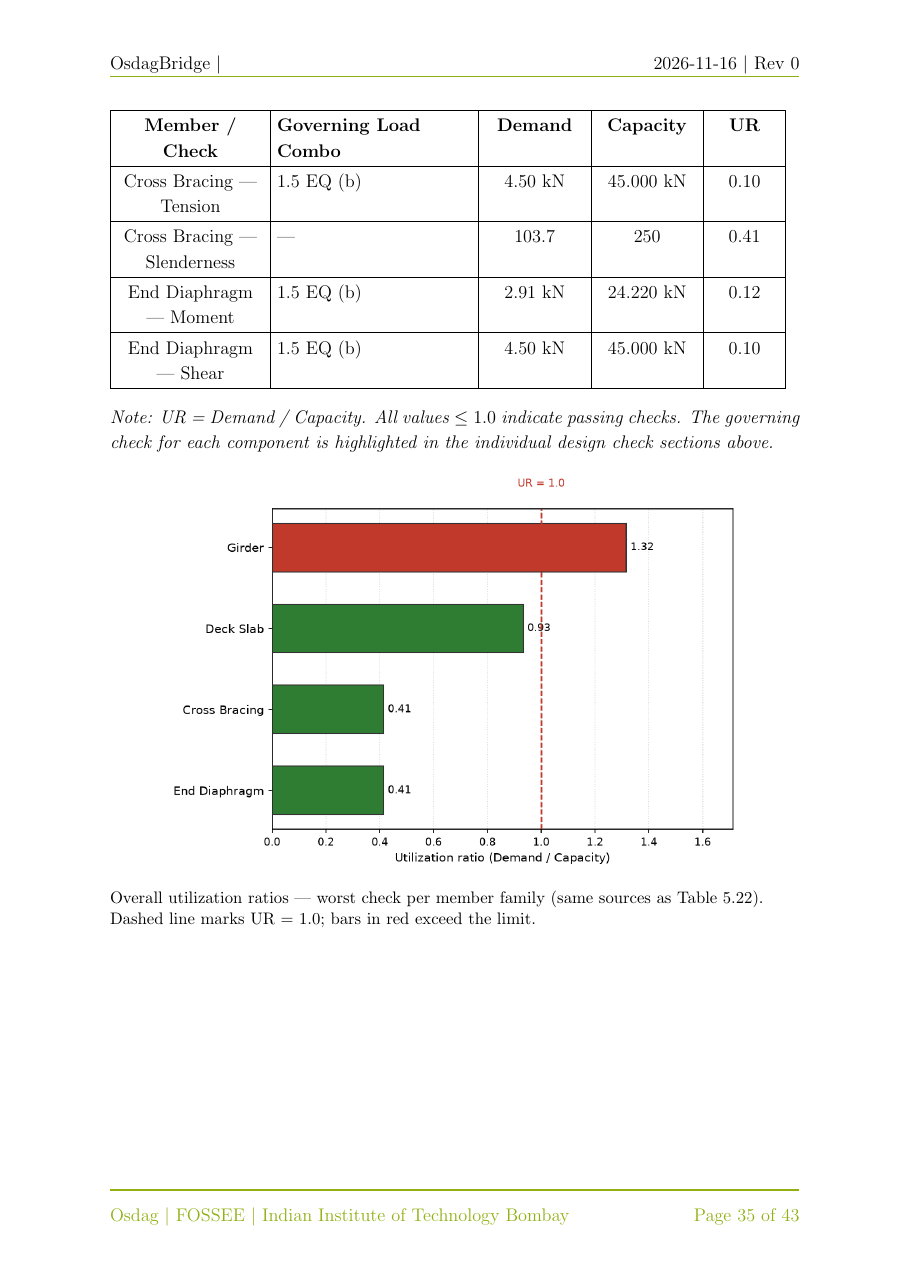 OsdagBridge |
2026-11-16 | Rev 0
Member / Check
Governing Load Combo
Demand
Capacity
UR
Cross Bracing — Tension
1.5 EQ (b)
4.50 kN
45.000 kN
0.10
Cross Bracing — Slenderness
—
103.7
250
0.41
End Diaphragm — Moment
1.5 EQ (b)
2.91 kN
24.220 kN
0.12
End Diaphragm — Shear
1.5 EQ (b)
4.50 kN
45.000 kN
0.10
Note: UR = Demand / Capacity. All values ≤ 1.0 indicate passing checks. The governing
check for each component is highlighted in the individual design check sections above.
UR = 1.0
Girder
1.32
Deck Slab
0.93
Cross Bracing
0.41
End Diaphragm
0.41
0.0 0.2 0.4 0.6 0.8 1.0 1.2 1.4 1.6
Utilization ratio (Demand / Capacity)
Overall utilization ratios — worst check per member family (same sources as Table 5.22).
Dashed line marks UR = 1.0; bars in red exceed the limit.
Osdag | FOSSEE | Indian Institute of Technology Bombay
Page 35 of 43